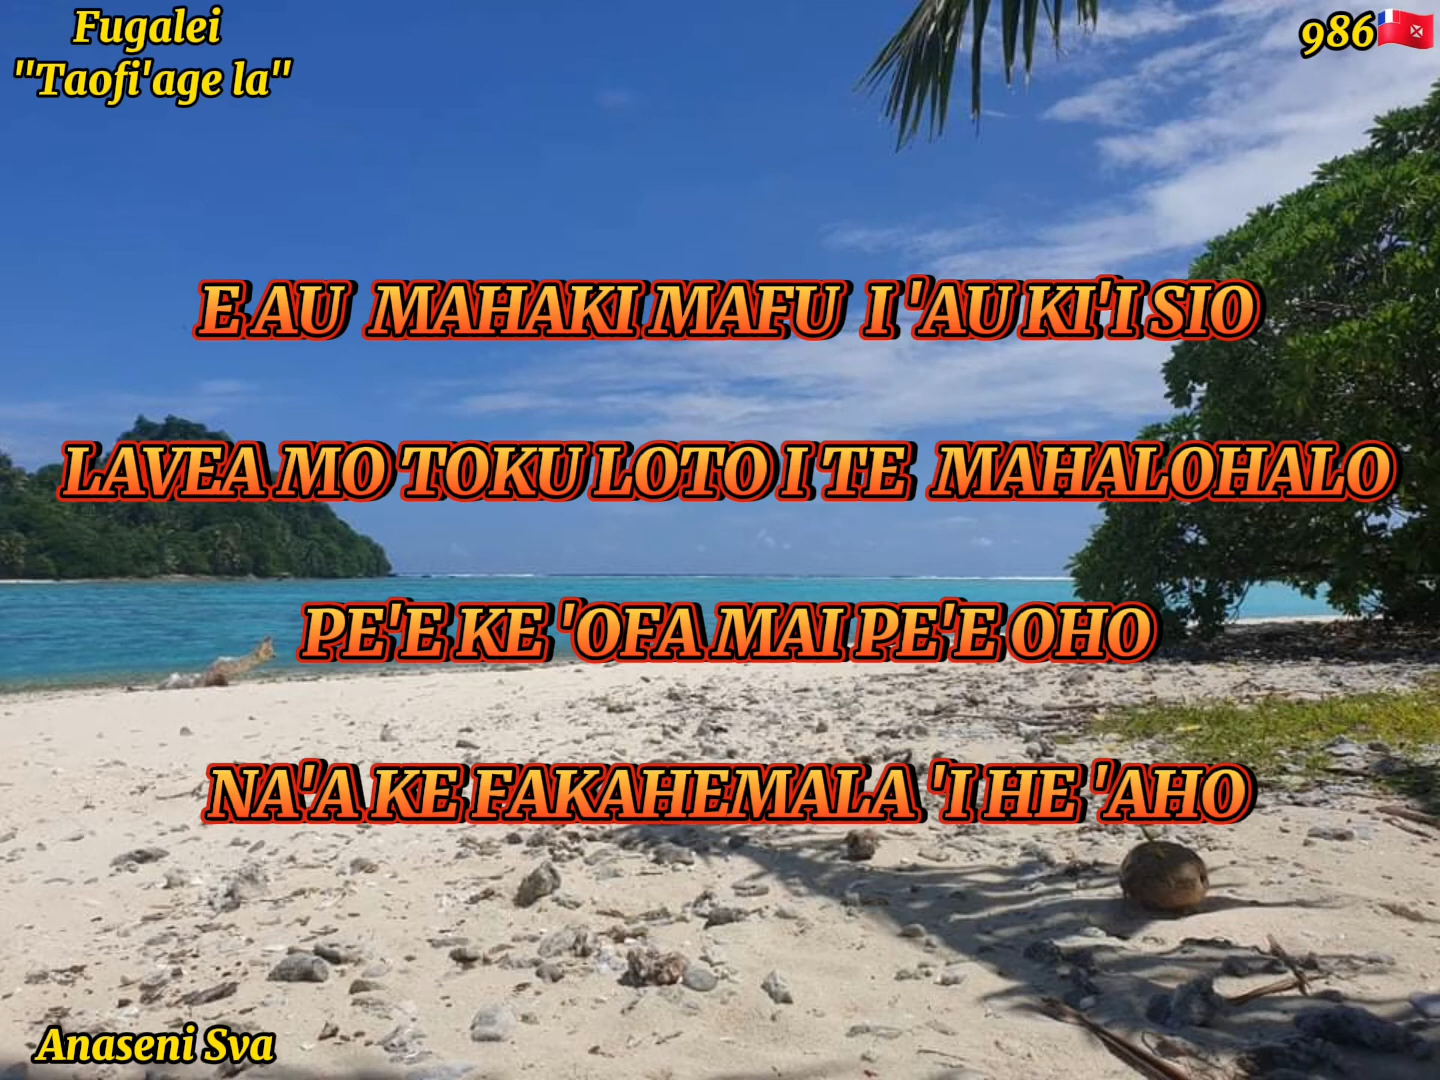 Fugalei
"Taofi'age la"
986
E AU MAHAKI MAFU I 'AU KI'I SIO
LAVEA MO TOKU LOTO I TE MAHALOHALO
PE'E KE 'OFA MAI PE'E OHO
NA'A KE FAKAHEMALA 'I HE 'AHO
Anaseni Sva